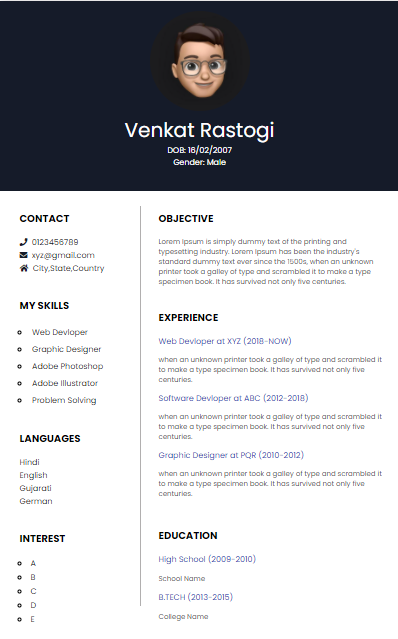 Venkat Rastogi
DOB: 16/02/2007
Gender: Male
CONTACT
0123456789
xyz@gmail.com
City,State,Country
MY SKILLS
Web Devloper
Graphic Designer
Adobe Photoshop
Adobe Illustrator
Problem Solving
LANGUAGES
Hindi
English
Gujarati
German
INTEREST
A
B
C
D
E
OBJECTIVE
Lorem Ipsum is simply dummy text of the printing and
typesetting industry. Lorem Ipsum has been the industry's
standard dummy text ever since the 1500s, when an unknown
printer took a galley of type and scrambled it to make a type
specimen book. It has survived not only five centuries.
EXPERIENCE
Web Devloper at XYZ (2018-NOW)
when an unknown printer took a galley of type and scrambled it
to make a type specimen book. It has survived not only five
centuries.
Software Devloper at ABC (2012-2018)
when an unknown printer took a galley of type and scrambled it
to make a type specimen book. It has survived not only five
centuries.
Graphic Designer at PQR (2010-2012)
when an unknown printer took a galley of type and scrambled it
to make a type specimen book. It has survived not only five
centuries.
EDUCATION
High School (2009-2010)
School Name
B.TECH (2013-2015)
College Name